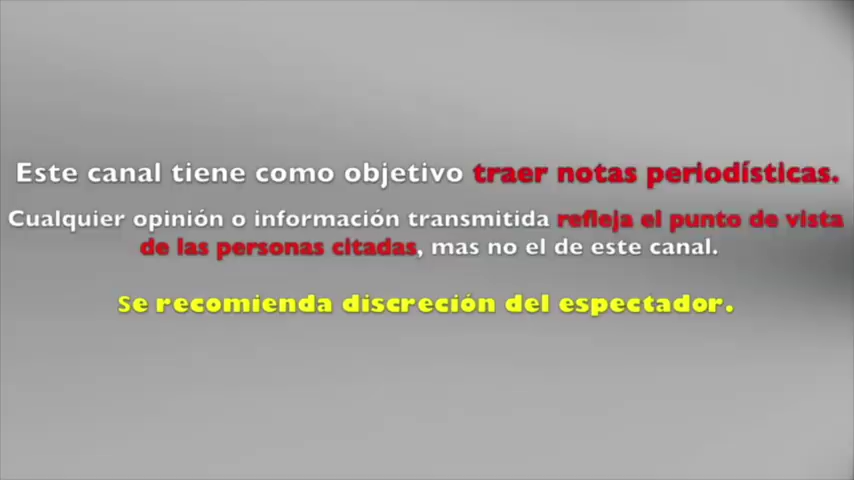 Este canal tiene como objetivo traer notas periodísticas.
Cualquier opinión o información transmitida refleja el punto de vista
de las personas citadas, mas no el de este canal.
Se recomienda discreción del espectador.